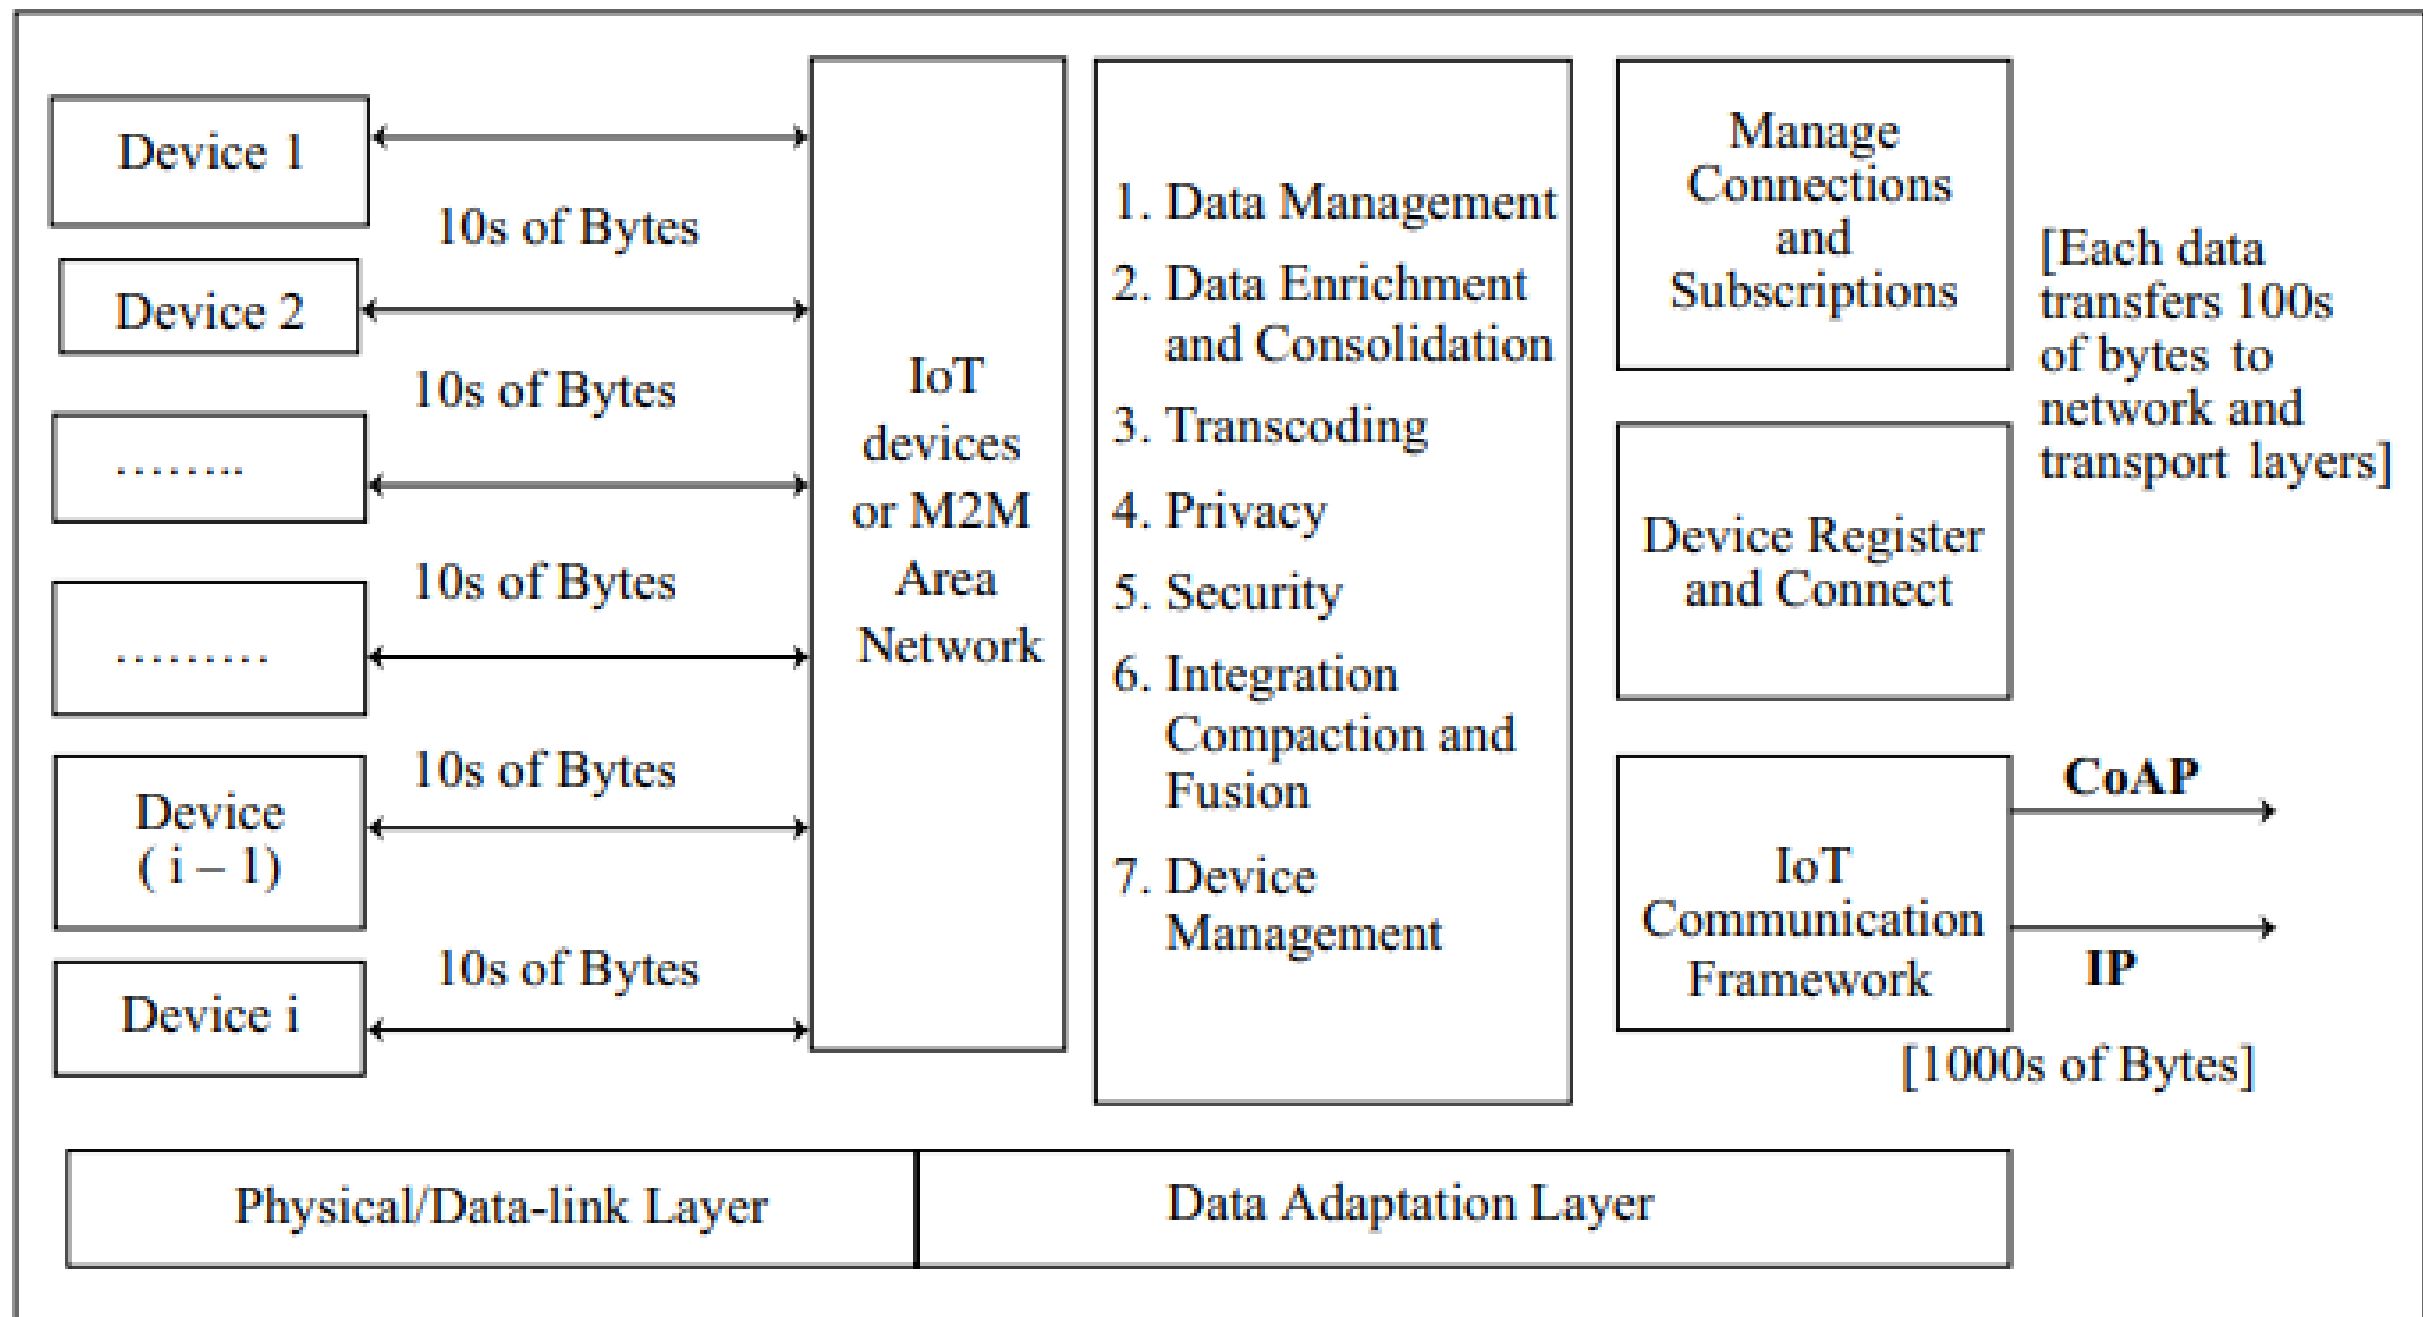 Device 1
10s of Bytes
Device 2
10s of Bytes
........
10s of Bytes
.........
10s of Bytes
Device
( i – 1)
10s of Bytes
Device i
IoT
devices
or M2M
Area
Network
1. Data Management
2. Data Enrichment
and Consolidation
3. Transcoding
4. Privacy
5. Security
6. Integration
Compaction and
Fusion
7. Device
Management
Manage
Connections
and
Subscriptions
[Each data
transfers 100s
of bytes to
network and
transport layers]
Device Register
and Connect
IoT
Communication
Framework
CoAP
IP
[1000s of Bytes]
Physical/Data-link Layer
Data Adaptation Layer